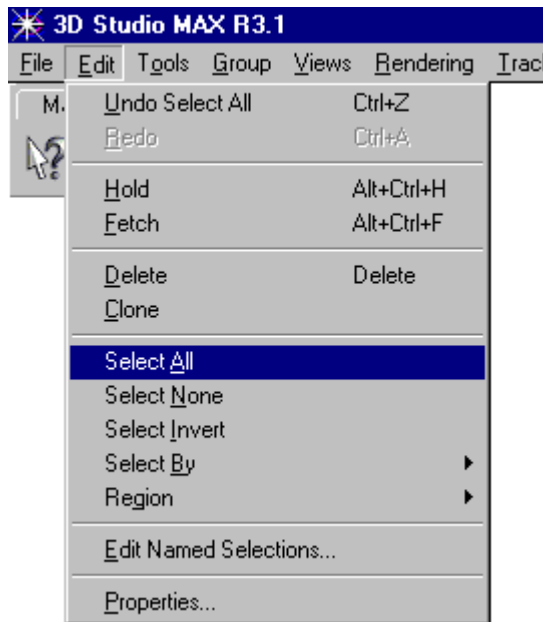 3D Studio MAX R3.1
File Edit Tools Group Views Rendering Trac
M
Undo Select All Ctrl+Z
Redo Ctrl+A
Hold Alt+Ctrl+H
Fetch Alt+Ctrl+F
Delete Delete
Clone
Select All
Select None
Select Invert
Select By
Region
Edit Named Selections...
Properties...